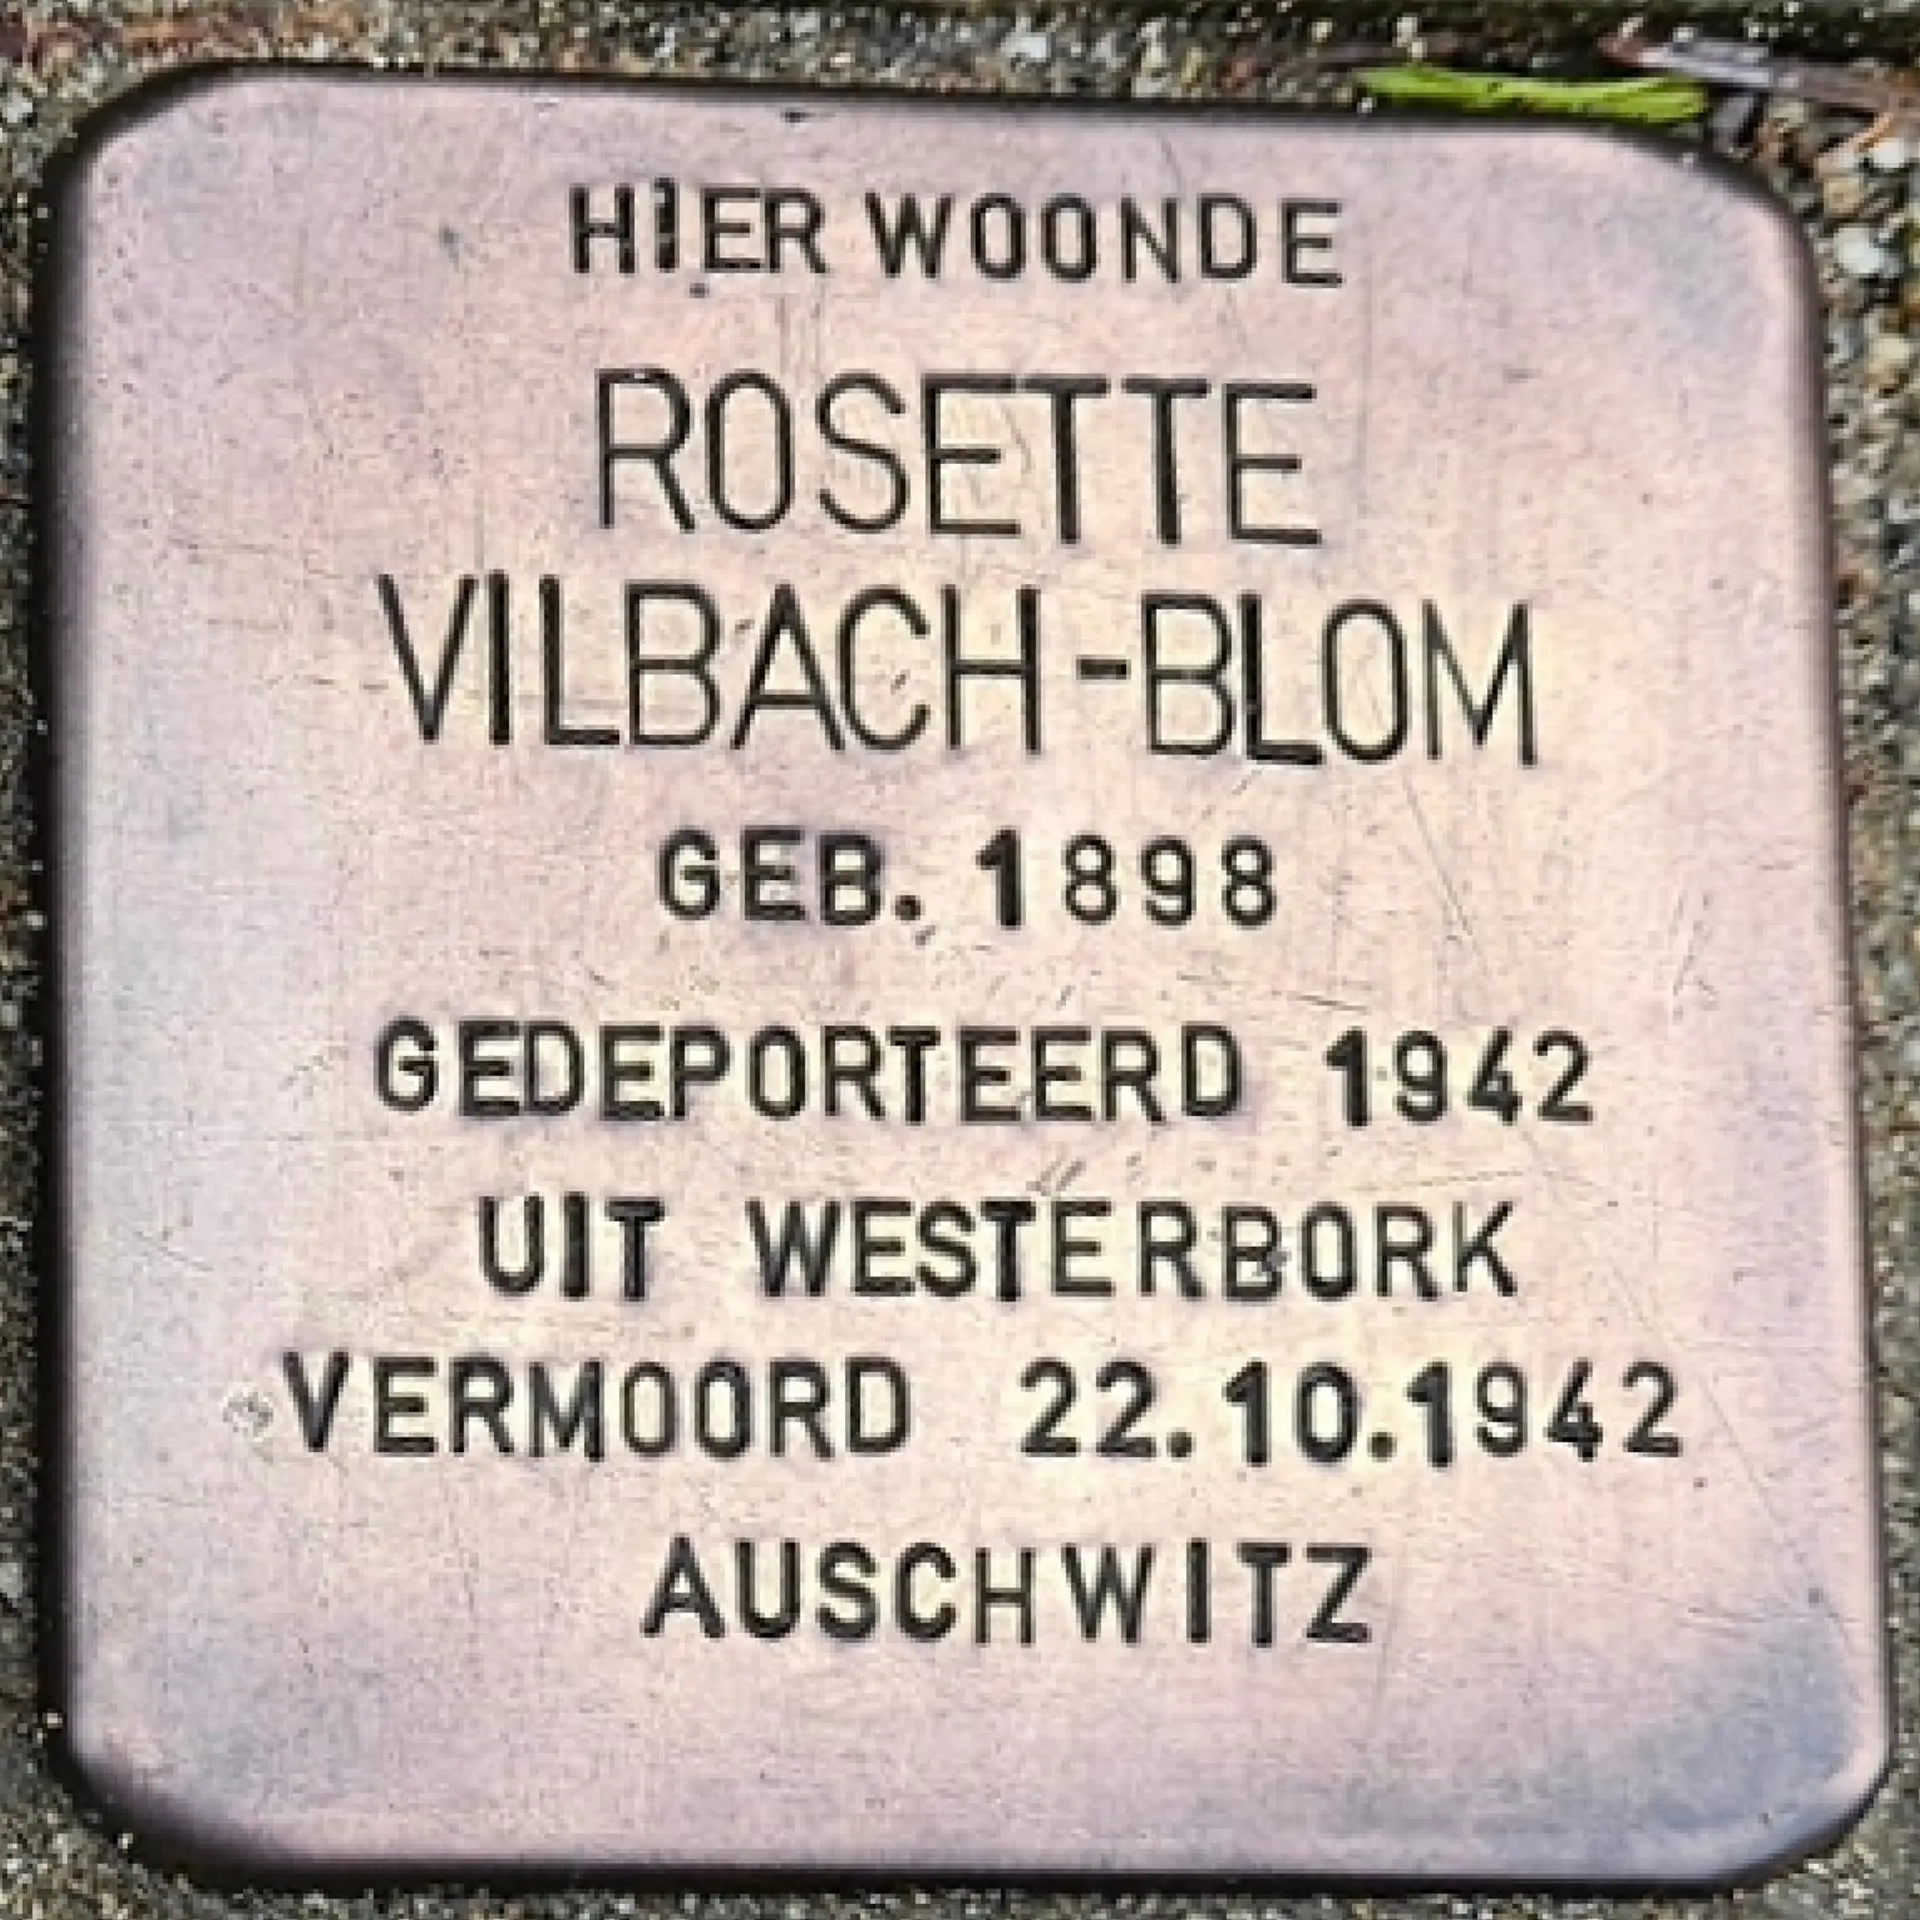 HIER WOONDE
ROSETTE
VILBACH-BLOM
GEB. 1898
GEDEPORTEERD 1942
UIT WESTERBORK
VERMOORD 22.10.1942
AUSCHWITZ